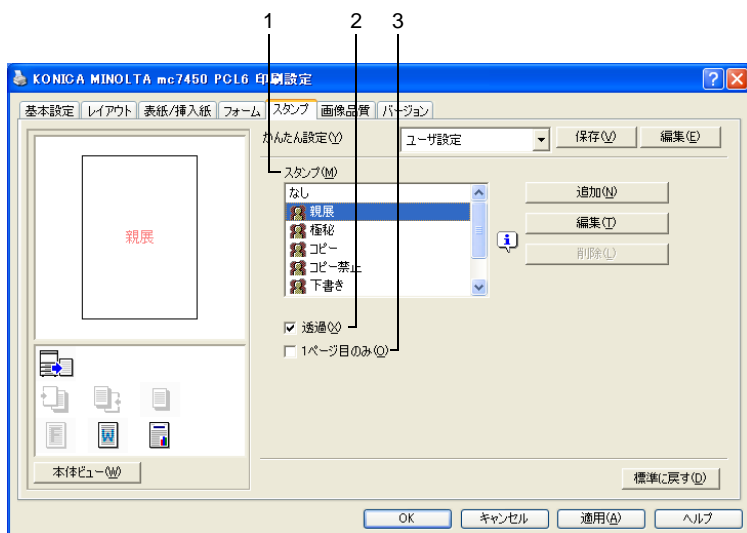 1 2 3
KONICA MINOLTA mc7450 PCL6 印刷設定
基本設定 レイアウト 表紙/挿入紙 フォーム スタンプ 画像品質 バージョン
かんたん設定(Y) ユーザ設定 保存(V) 編集(E)
スタンプ(M)
なし
親展
極秘
コピー
コピー禁止
下書き
追加(N)
編集(T)
削除(L)
親展
透過(X)
1ページ目のみ(O)
本体ビュー(W)
標準に戻す(D)
OK キャンセル 適用(A) ヘルプ